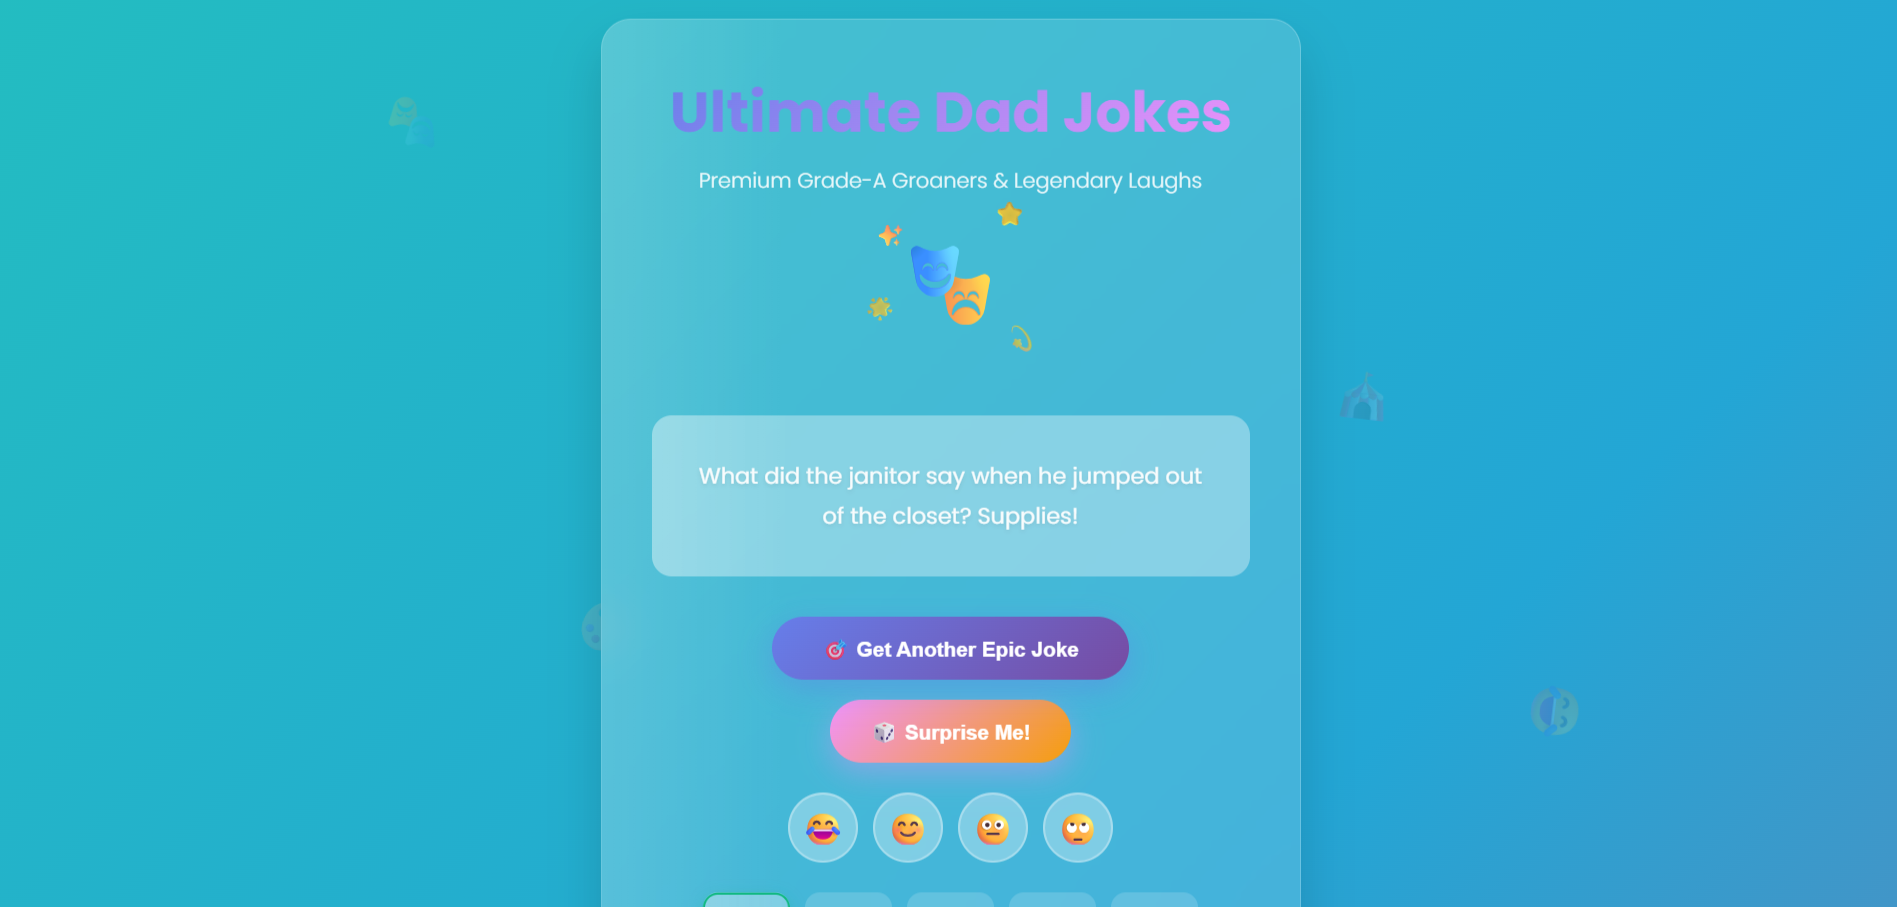 Ultimate Dad Jokes
Premium Grade-A Groaners & Legendary Laughs
What did the janitor say when he jumped out
of the closet? Supplies!
Get Another Epic Joke
Surprise Me!